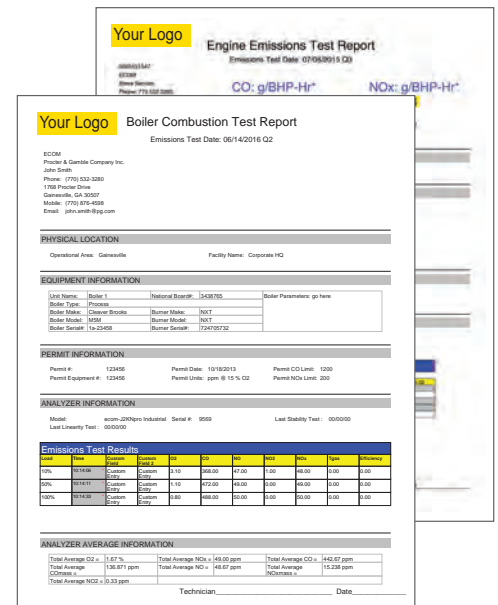 Your Logo
Engine Emissions Test Report
Emissions Test Date: 07/08/2015 Q3
ECOM
CO: g/BHP-Hr*
NOx: g/BHP-Hr*
Your Logo
Boiler Combustion Test Report
Emissions Test Date: 06/14/2016 Q2
ECOM
Procter & Gamble Company Inc.
John Smith
Phone: (770) 532-3280
1768 Procter Drive
Gainesville, GA 30507
Mobile: (770) 876-4598
Email: john.smith@pg.com
PHYSICAL LOCATION
Operational Area: Gainesville Facility Name: Corporate HQ
EQUIPMENT INFORMATION
Unit Name: Boiler 1 National Board#: 3438765 Boiler Parameters: go here
Boiler Type: Process
Boiler Make: Cleaver Brooks Burner Make: NXT
Boiler Model: M5M Burner Model: NXT
Boiler Serial#: 1a-23458 Burner Serial#: 724705732
PERMIT INFORMATION
Permit #: 123456 Permit Date: 10/18/2013 Permit CO Limit: 1200
Permit Equipment #: 123456 Permit Units: ppm @ 15 % O2 Permit NOx Limit: 200
ANALYZER INFORMATION
Model: ecom-J2KNpro Industrial Serial #: 9569 Last Stability Test : 00/00/00
Last Linearity Test : 00/00/00
Emissions Test Results
Load Time Custom Field Custom Field 2 O2 CO NO NO2 NOx Tgas Efficiency
10% 10:14:06 Custom Entry Custom Entry 3.10 368.00 47.00 1.00 48.00 0.00 0.00
50% 10:14:11 Custom Entry Custom Entry 1.10 472.00 49.00 0.00 49.00 0.00 0.00
100% 10:14:33 Custom Entry Custom Entry 0.80 488.00 50.00 0.00 50.00 0.00 0.00
ANALYZER AVERAGE INFORMATION
Total Average O2 = 1.67 % Total Average NOx = 49.00 ppm Total Average CO = 442.67 ppm
Total Average COmass = 136.871 ppm Total Average NO = 48.67 ppm Total Average NOxmass = 15.238 ppm
Total Average NO2 = 0.33 ppm
Technician Date